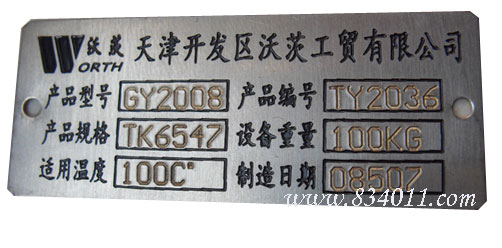 沃茨 天津开发区沃茨工贸有限公司
WORTH
产品型号 GY2008 产品编号 TY2036
产品规格 TK6547 设备重量 100KG
适用温度 100C° 制造日期 08507
www.834011.com